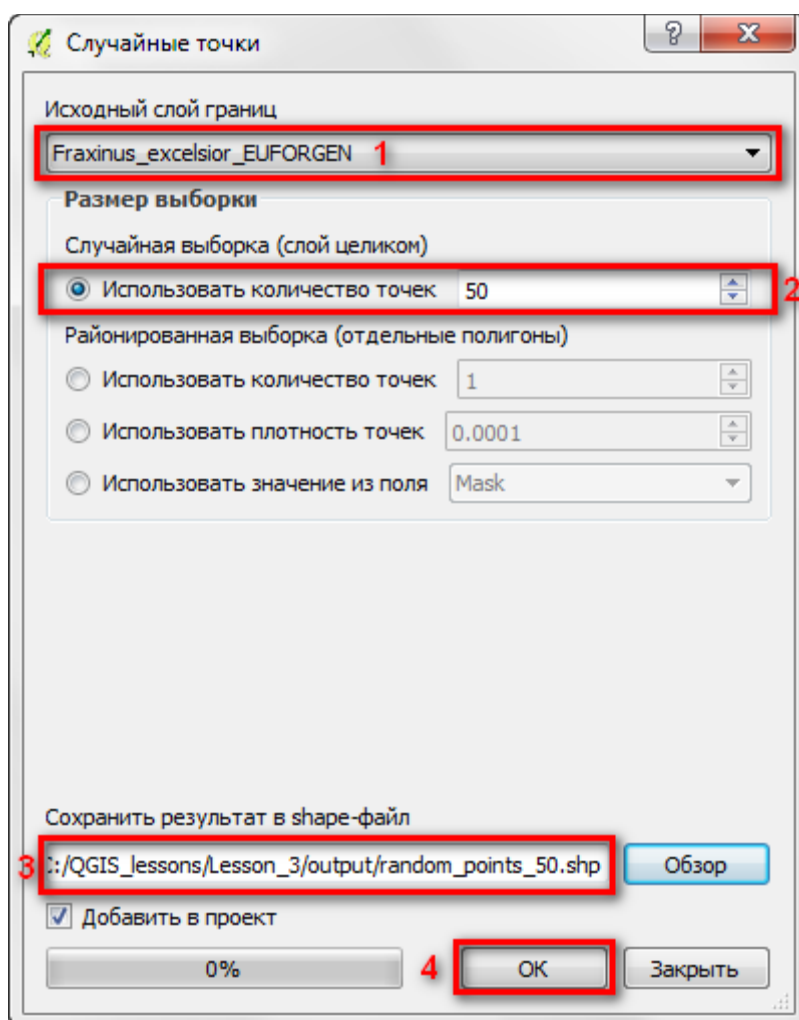 Случайные точки
?
Исходный слой границ
Fraxinus_excelsior_EUFORGEN 1
Размер выборки
Случайная выборка (слой целиком)
Использовать количество точек 50 2
Районированная выборка (отдельные полигоны)
Использовать количество точек 1
Использовать плотность точек 0.0001
Использовать значение из поля Mask
Сохранить результат в shape-файл
3 :/QGIS_lessons/Lesson_3/output/random_points_50.shp Обзор
Добавить в проект
0% 4 OK Закрыть